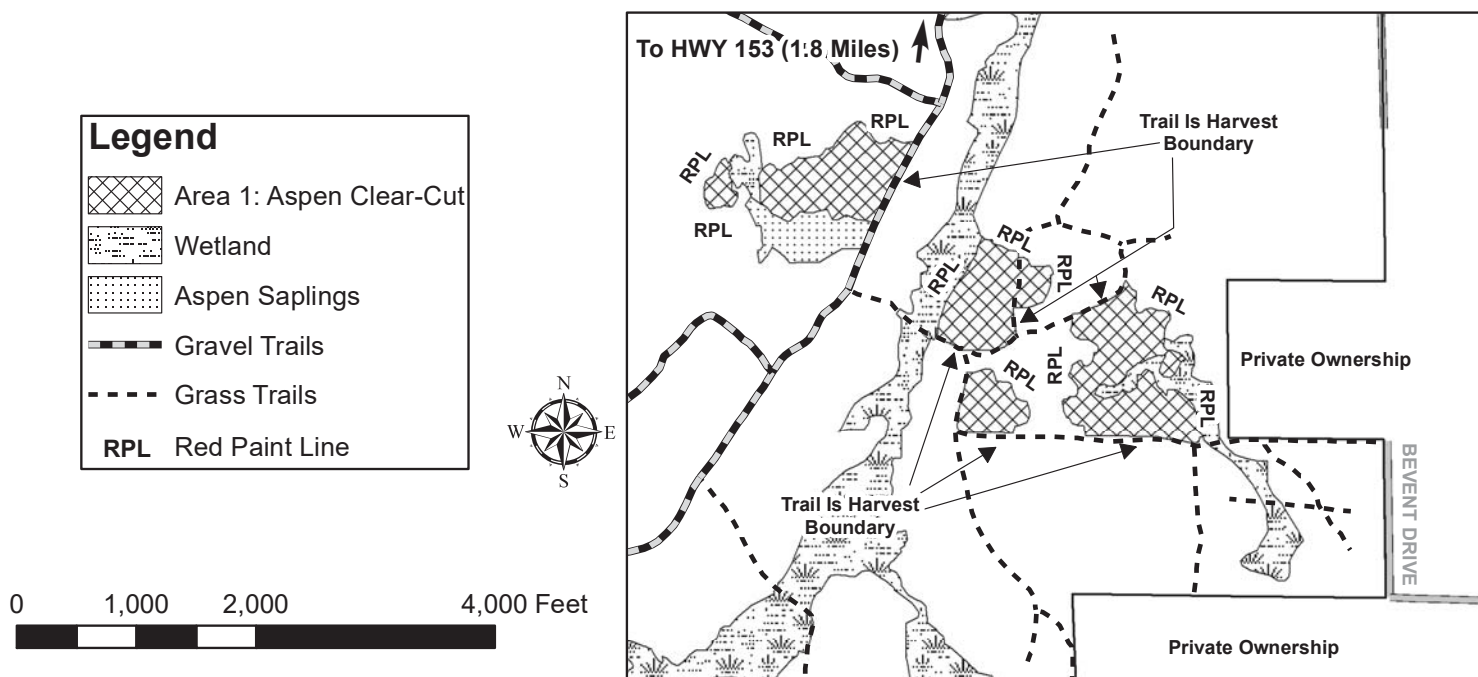 Legend
Area 1: Aspen Clear-Cut
Wetland
Aspen Saplings
Gravel Trails
Grass Trails
RPL Red Paint Line
N
W E
S
0 1,000 2,000 4,000 Feet
To HWY 153 (1.8 Miles)
Trail Is Harvest
Boundary
RPL
RPL
RPL
RPL
RPL
RPL
RPL
RPL
RPL
RPL
RPL
Private Ownership
Trail Is Harvest
Boundary
BEVENT DRIVE
Private Ownership